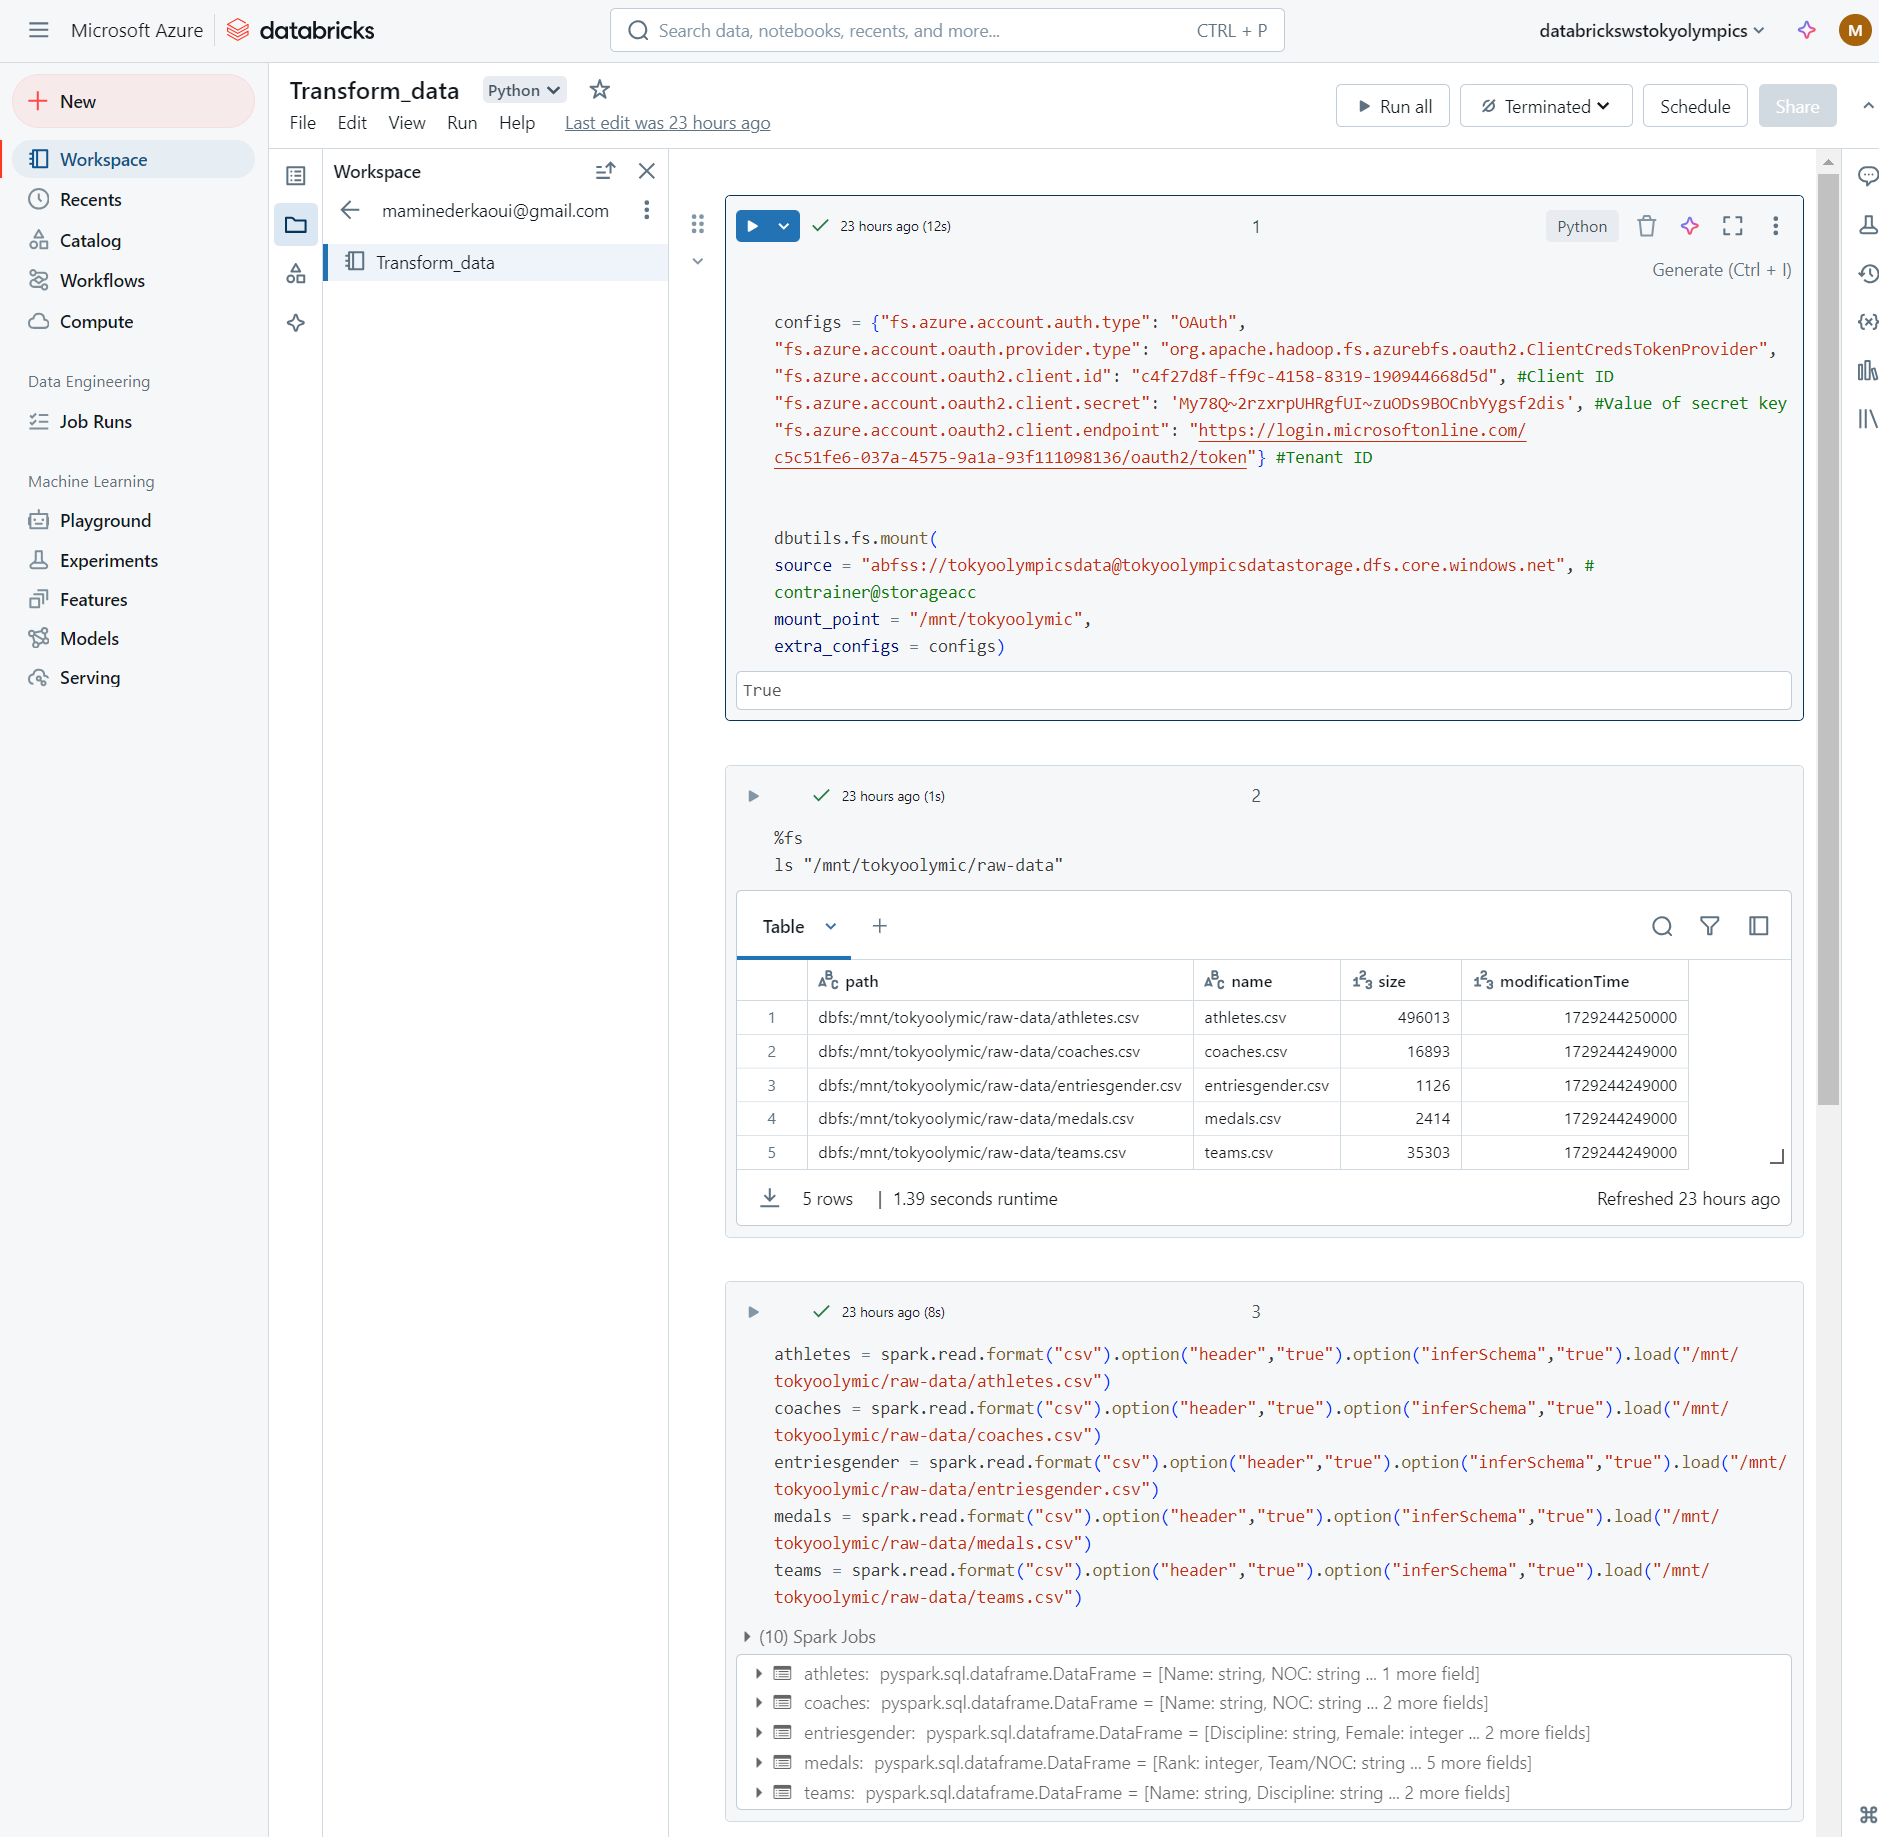 Microsoft Azure
databricks
Search data, notebooks, recents, and more...
CTRL + P
databrickswstokyolympics
M
New
Workspace
Recents
Catalog
Workflows
Compute
Data Engineering
Job Runs
Machine Learning
Playground
Experiments
Features
Models
Serving
Transform_data
Python
File Edit View Run Help Last edit was 23 hours ago
Run all
Terminated
Schedule
Share
Workspace
maminederkaoui@gmail.com
Transform_data
23 hours ago (12s)
1
Python
Generate (Ctrl + I)
configs = {"fs.azure.account.auth.type": "OAuth",
"fs.azure.account.oauth.provider.type": "org.apache.hadoop.fs.azurebfs.oauth2.ClientCredsTokenProvider",
"fs.azure.account.oauth2.client.id": "c4f27d8f-ff9c-4158-8319-190944668d5d", #Client ID
"fs.azure.account.oauth2.client.secret": 'My78Q~2rzxrpUHRgfUI~zuODs9BOCnbYygsf2dis', #Value of secret key
"fs.azure.account.oauth2.client.endpoint": "https://login.microsoftonline.com/
c5c51fe6-037a-4575-9a1a-93f111098136/oauth2/token"} #Tenant ID
dbutils.fs.mount(
source = "abfss://tokyoolympicsdata@tokyoolympicsdatastorage.dfs.core.windows.net", #
contrainer@storageacc
mount_point = "/mnt/tokyoolymic",
extra_configs = configs)
True
23 hours ago (1s)
2
%fs
ls "/mnt/tokyoolymic/raw-data"
Table
path name size modificationTime
1 dbfs:/mnt/tokyoolymic/raw-data/athletes.csv athletes.csv 496013 1729244250000
2 dbfs:/mnt/tokyoolymic/raw-data/coaches.csv coaches.csv 16893 1729244249000
3 dbfs:/mnt/tokyoolymic/raw-data/entriesgender.csv entriesgender.csv 1126 1729244249000
4 dbfs:/mnt/tokyoolymic/raw-data/medals.csv medals.csv 2414 1729244249000
5 dbfs:/mnt/tokyoolymic/raw-data/teams.csv teams.csv 35303 1729244249000
5 rows | 1.39 seconds runtime
Refreshed 23 hours ago
23 hours ago (8s)
3
athletes = spark.read.format("csv").option("header","true").option("inferSchema","true").load("/mnt/
tokyoolymic/raw-data/athletes.csv")
coaches = spark.read.format("csv").option("header","true").option("inferSchema","true").load("/mnt/
tokyoolymic/raw-data/coaches.csv")
entriesgender = spark.read.format("csv").option("header","true").option("inferSchema","true").load("/mnt/
tokyoolymic/raw-data/entriesgender.csv")
medals = spark.read.format("csv").option("header","true").option("inferSchema","true").load("/mnt/
tokyoolymic/raw-data/medals.csv")
teams = spark.read.format("csv").option("header","true").option("inferSchema","true").load("/mnt/
tokyoolymic/raw-data/teams.csv")
(10) Spark Jobs
athletes: pyspark.sql.dataframe.DataFrame = [Name: string, NOC: string ... 1 more field]
coaches: pyspark.sql.dataframe.DataFrame = [Name: string, NOC: string ... 2 more fields]
entriesgender: pyspark.sql.dataframe.DataFrame = [Discipline: string, Female: integer ... 2 more fields]
medals: pyspark.sql.dataframe.DataFrame = [Rank: integer, Team/NOC: string ... 5 more fields]
teams: pyspark.sql.dataframe.DataFrame = [Name: string, Discipline: string ... 2 more fields]